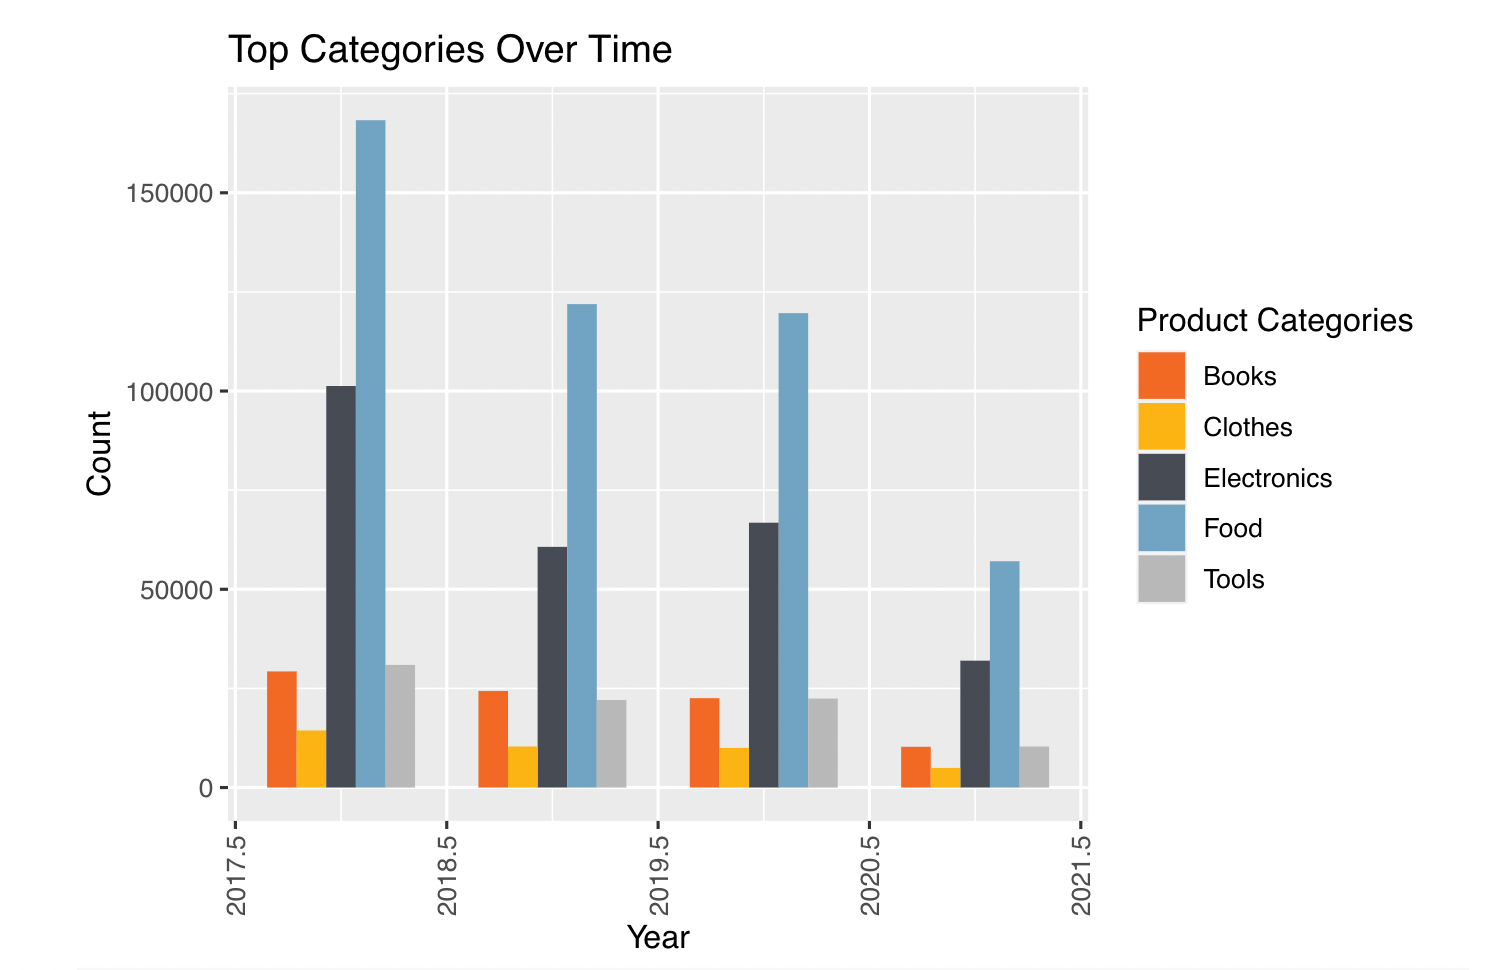 Top Categories Over Time
150000
100000
50000
0
Count
2017.5
2018.5
2019.5
2020.5
2021.5
Year
Product Categories
Books
Clothes
Electronics
Food
Tools